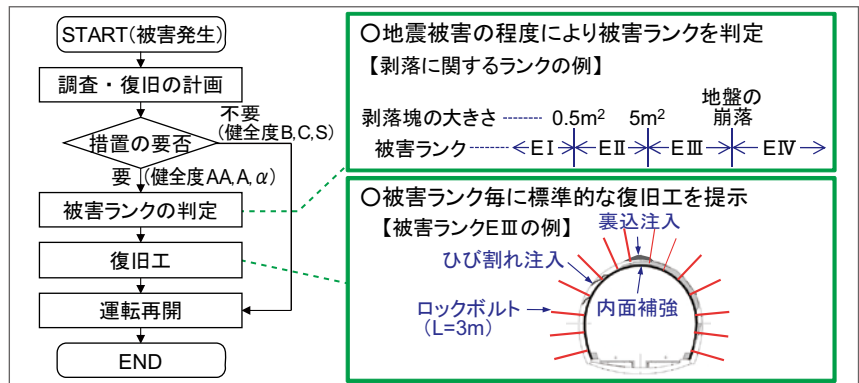 START(被害発生)
調査・復旧の計画
措置の要否
不要
(健全度B,C,S)
要 (健全度AA,A,α)
被害ランクの判定
復旧工
運転再開
END
○地震被害の程度により被害ランクを判定
【剥落に関するランクの例】
剥落塊の大きさ 0.5m² 5m² 地盤の
崩落
被害ランク EⅠ EⅡ EⅢ EⅣ
○被害ランク毎に標準的な復旧工を提示
【被害ランクEⅢの例】
裏込注入
ひび割れ注入
ロックボルト
(L=3m)
内面補強